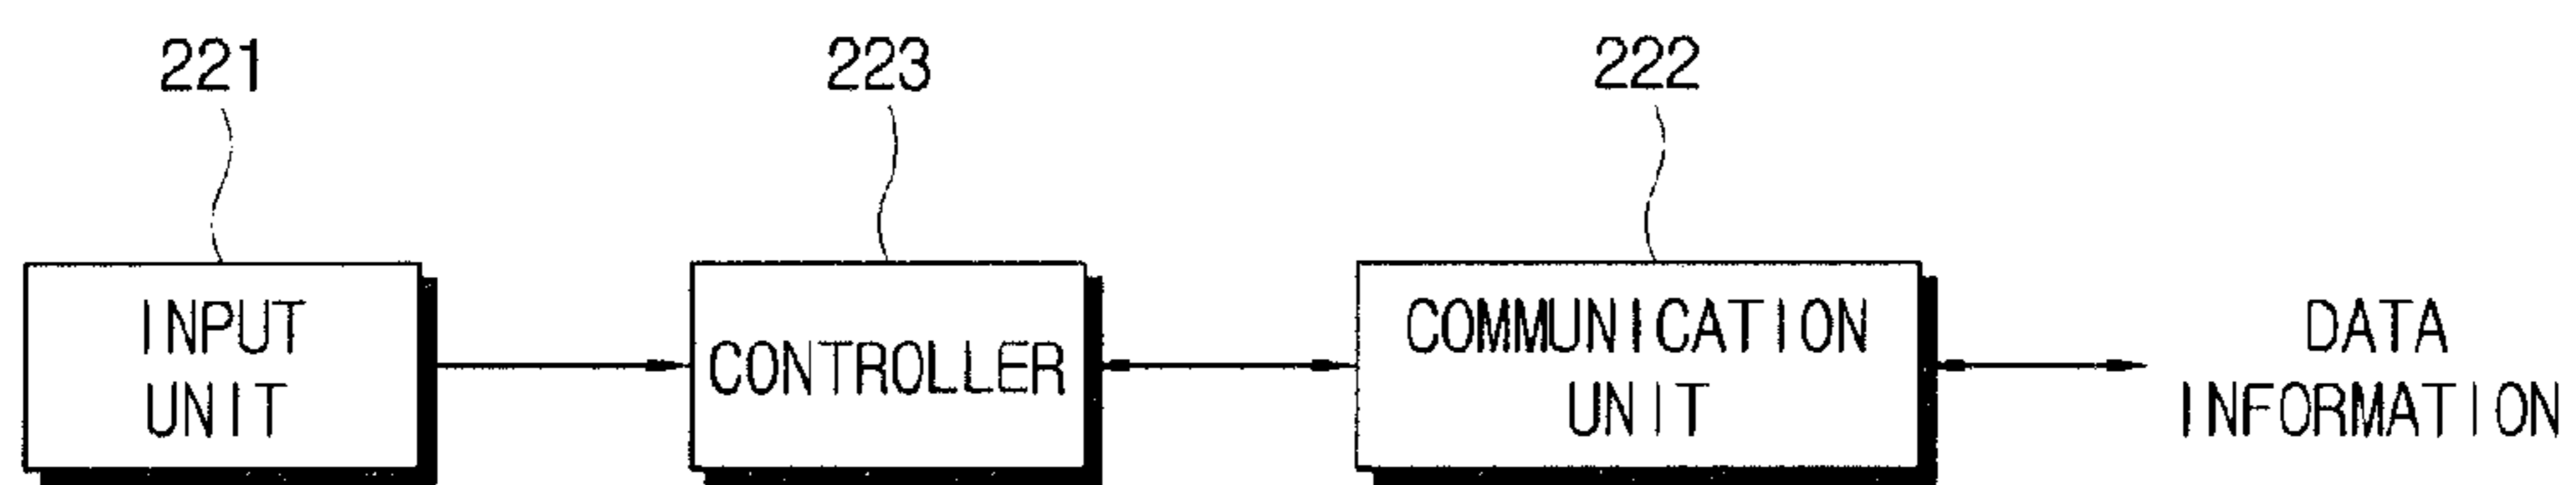 221
223
222
INPUT
UNIT
CONTROLLER
COMMUNICATION
UNIT
DATA
INFORMATION